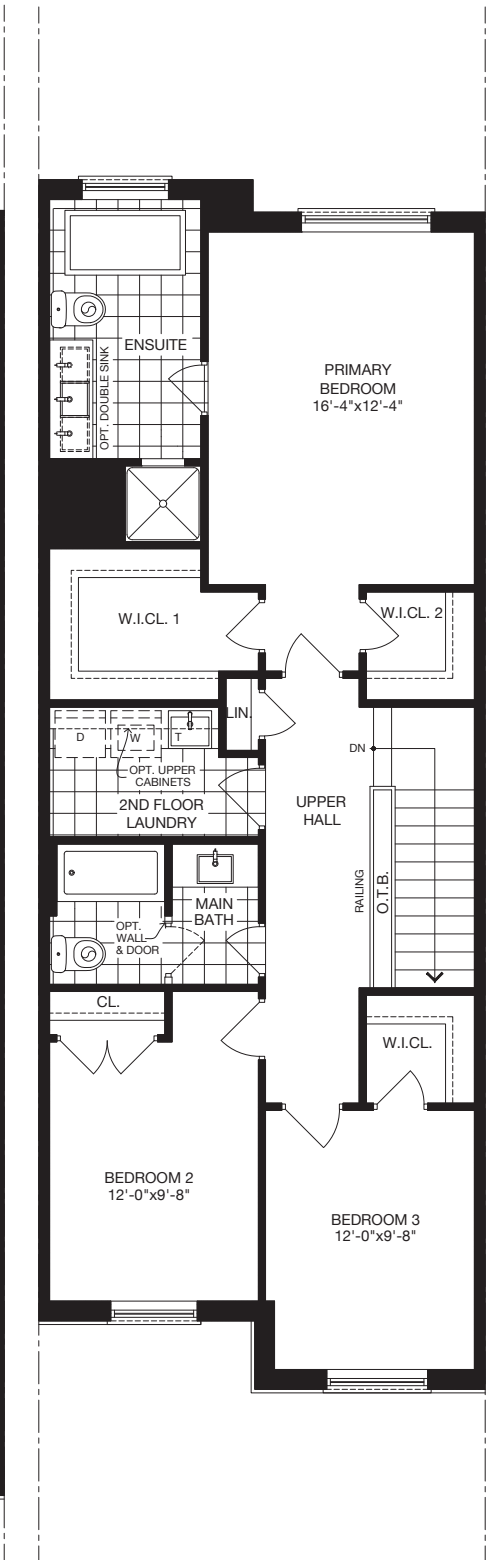 ENSUITE
OPT. DOUBLE SINK
PRIMARY
BEDROOM
16'-4"x12'-4"
W.I.CL. 1
W.I.CL. 2
LIN.
D
W
T
OPT. UPPER
CABINETS
2ND FLOOR
LAUNDRY
DN
UPPER
HALL
RAILING
O.T.B.
MAIN
BATH
OPT.
WALL
& DOOR
CL.
W.I.CL.
BEDROOM 2
12'-0"x9'-8"
BEDROOM 3
12'-0"x9'-8"